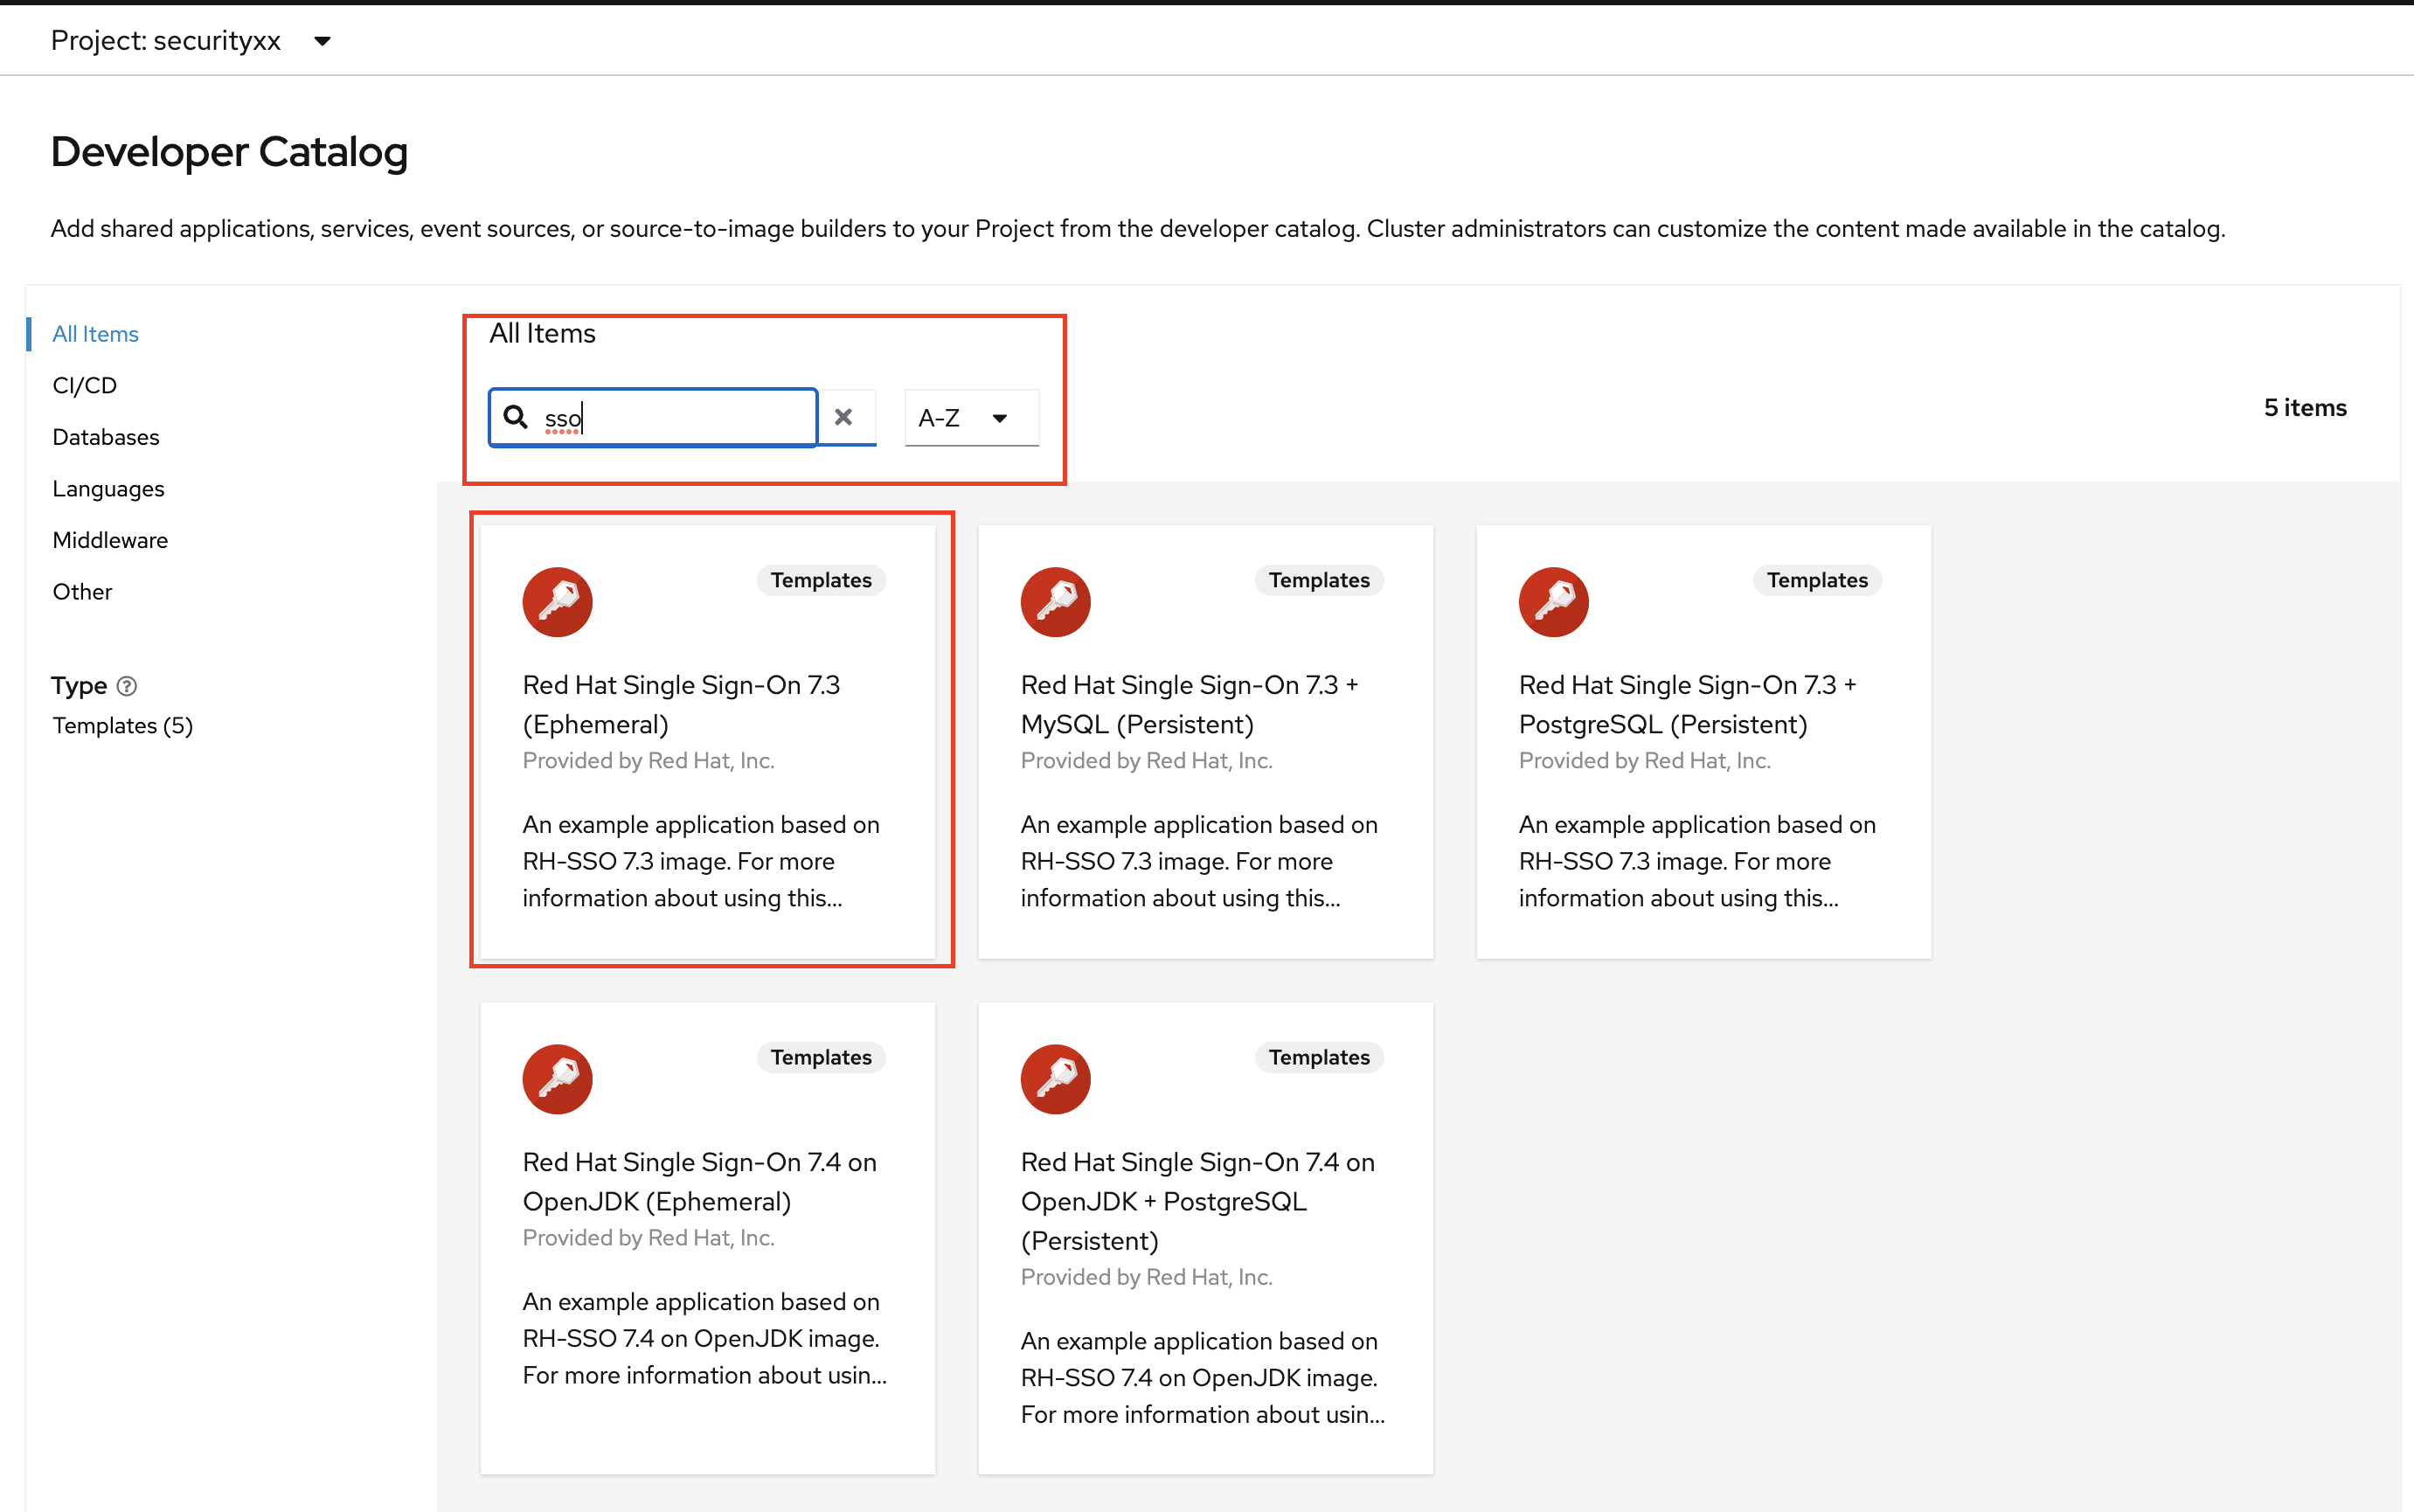 Project: securityxx
Developer Catalog
Add shared applications, services, event sources, or source-to-image builders to your Project from the developer catalog. Cluster administrators can customize the content made available in the catalog.
All Items
CI/CD
Databases
Languages
Middleware
Other
Type
Templates (5)
All Items
sso
A-Z
5 items
Templates
Red Hat Single Sign-On 7.3
(Ephemeral)
Provided by Red Hat, Inc.
An example application based on
RH-SSO 7.3 image. For more
information about using this...
Templates
Red Hat Single Sign-On 7.3 +
MySQL (Persistent)
Provided by Red Hat, Inc.
An example application based on
RH-SSO 7.3 image. For more
information about using this...
Templates
Red Hat Single Sign-On 7.3 +
PostgreSQL (Persistent)
Provided by Red Hat, Inc.
An example application based on
RH-SSO 7.3 image. For more
information about using this...
Templates
Red Hat Single Sign-On 7.4 on
OpenJDK (Ephemeral)
Provided by Red Hat, Inc.
An example application based on
RH-SSO 7.4 on OpenJDK image.
For more information about usin...
Templates
Red Hat Single Sign-On 7.4 on
OpenJDK + PostgreSQL
(Persistent)
Provided by Red Hat, Inc.
An example application based on
RH-SSO 7.4 on OpenJDK image.
For more information about usin...